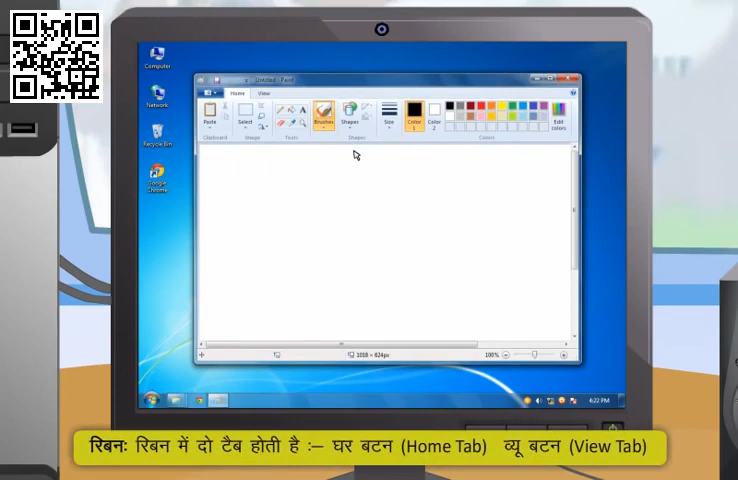 Computer
Network
Recycle Bin
Google
Chrome
Untitled - Paint
Home View
Paste
Select
Brushes
Shapes
Size
Color
1
Color
2
Edit
colors
Clipboard Image Tools Shapes Colors
1018 × 624px
100%
6:22 PM
रिबनः रिबन में दो टैब होती है :– घर बटन (Home Tab) व्यू बटन (View Tab)